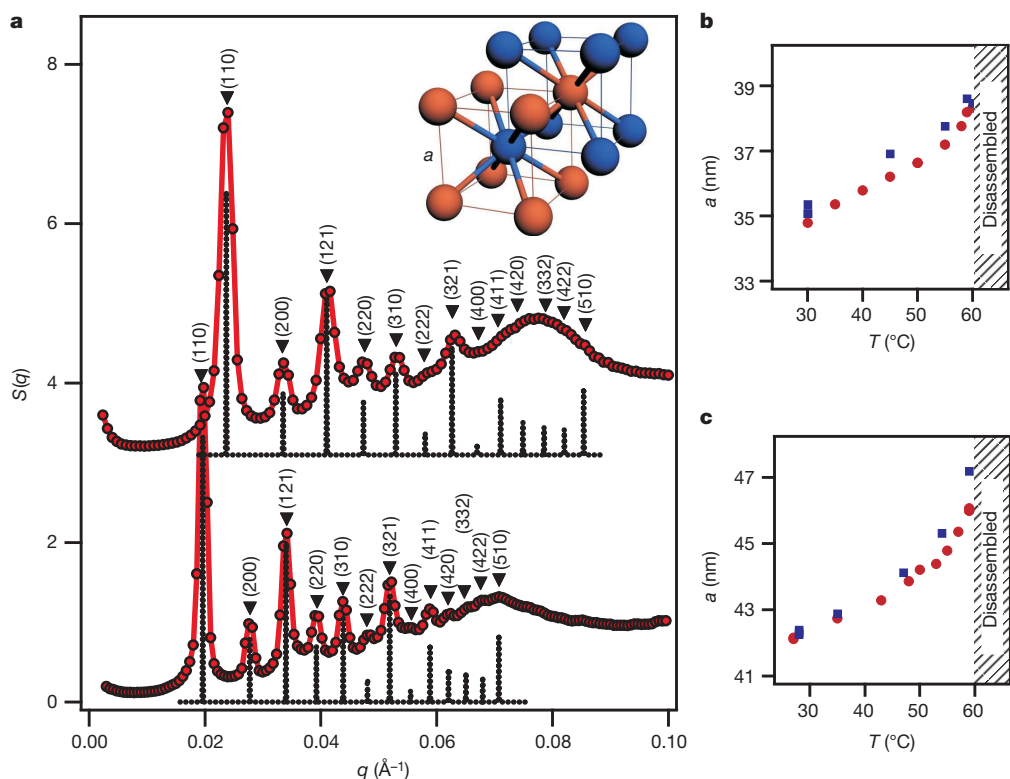 a
8
6
4
2
0
S(q)
(110)
(200)
(121)
(220)
(310)
(222)
(321)
(400)
(411)
(420)
(332)
(422)
(510)
(110)
(200)
(121)
(220)
(310)
(222)
(321)
(400)
(411)
(420)
(332)
(422)
(510)
a
0.00 0.02 0.04 0.06 0.08 0.10
q (Å⁻¹)
b
39
37
35
33
a (nm)
Disassembled
30 40 50 60
T (°C)
c
47
45
43
41
a (nm)
Disassembled
30 40 50 60
T (°C)